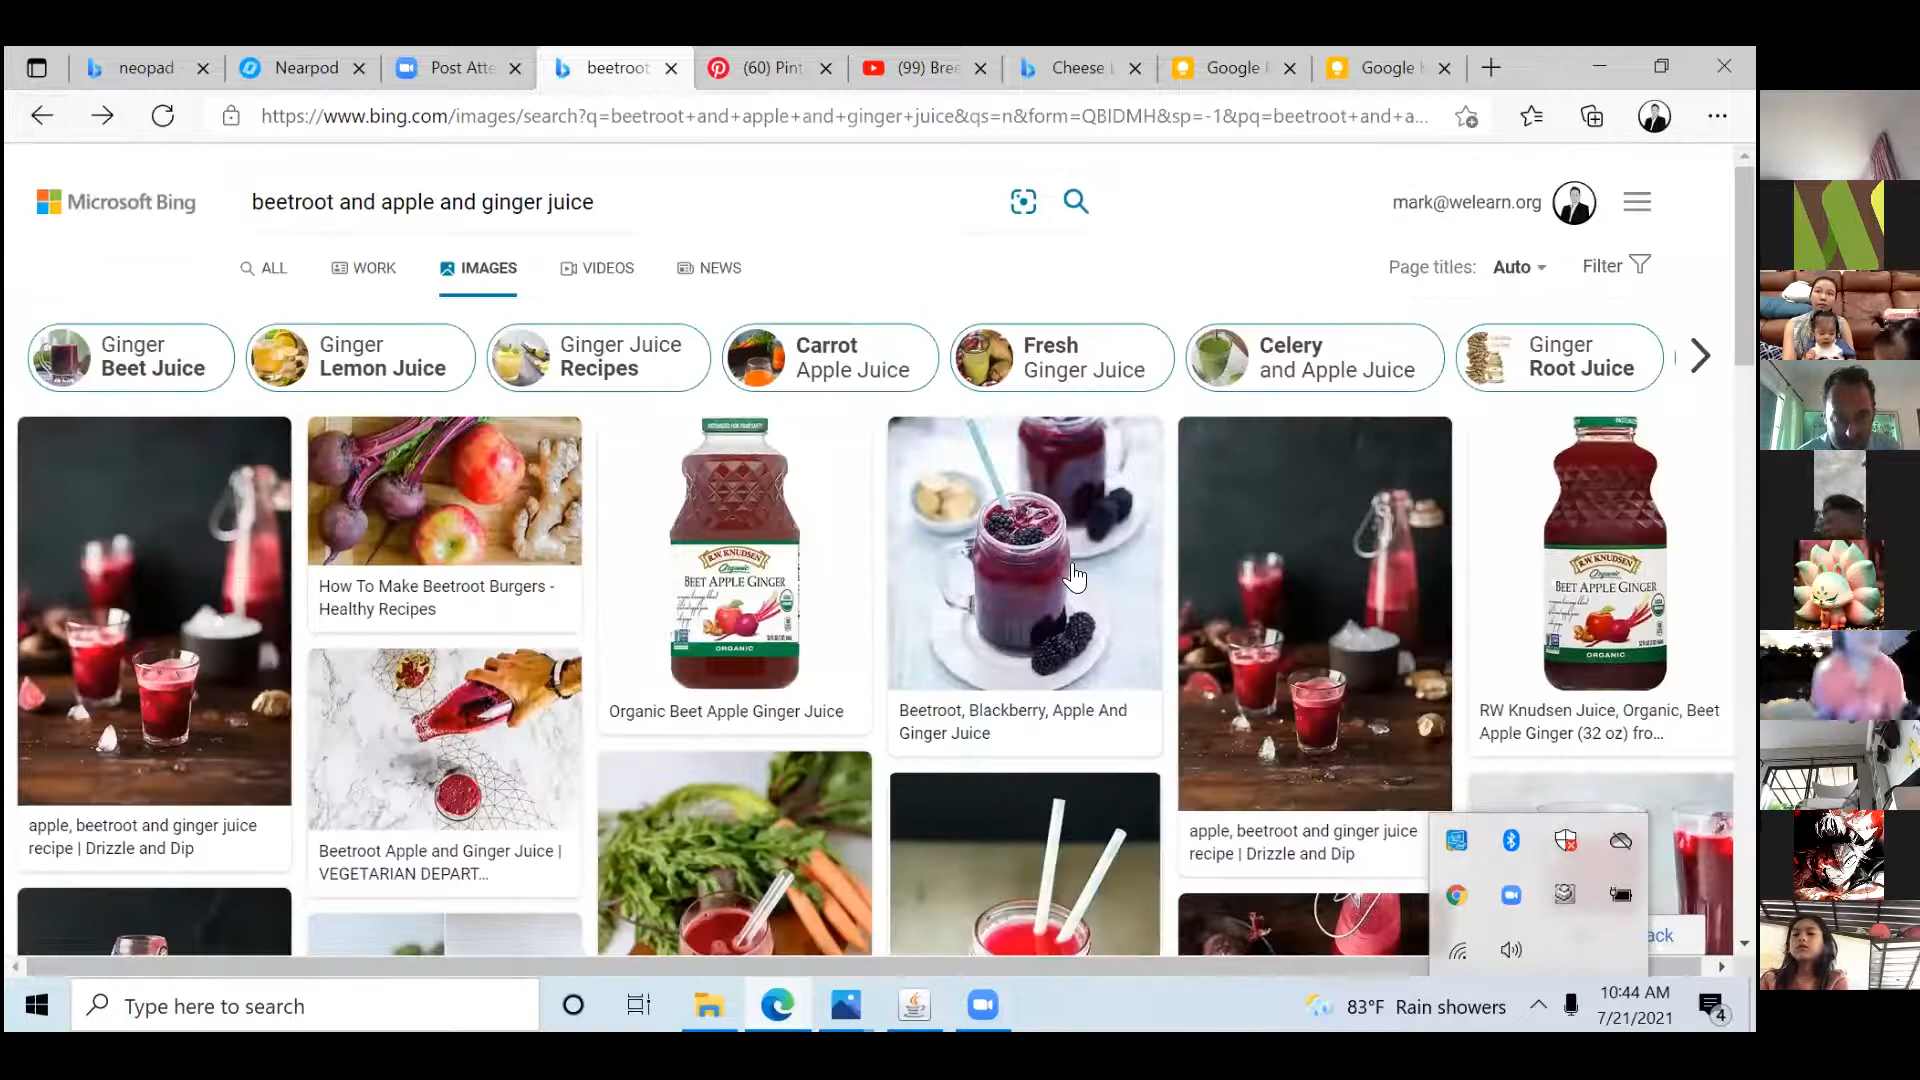 neopad
Nearpod
Post Atte
beetroot
(60) Pint
(99) Bree
Cheese
Google
Google
https://www.bing.com/images/search?q=beetroot+and+apple+and+ginger+juice&qs=n&form=QBIDMH&sp=-1&pq=beetroot+and+a...
Microsoft Bing
beetroot and apple and ginger juice
mark@welearn.org
ALL
WORK
IMAGES
VIDEOS
NEWS
Page titles: Auto
Filter
Ginger
Beet Juice
Ginger
Lemon Juice
Ginger Juice
Recipes
Carrot
Apple Juice
Fresh
Ginger Juice
Celery
and Apple Juice
Ginger
Root Juice
apple, beetroot and ginger juice
recipe | Drizzle and Dip
How To Make Beetroot Burgers -
Healthy Recipes
Beetroot Apple and Ginger Juice |
VEGETARIAN DEPART...
R.W. KNUDSEN
Organic
BEET APPLE GINGER
ORGANIC
Organic Beet Apple Ginger Juice
Beetroot, Blackberry, Apple And
Ginger Juice
apple, beetroot and ginger juice
recipe | Drizzle and Dip
R.W. KNUDSEN
Organic
BEET APPLE GINGER
ORGANIC
RW Knudsen Juice, Organic, Beet
Apple Ginger (32 oz) fro...
ack
Type here to search
83°F Rain showers
10:44 AM
7/21/2021
4